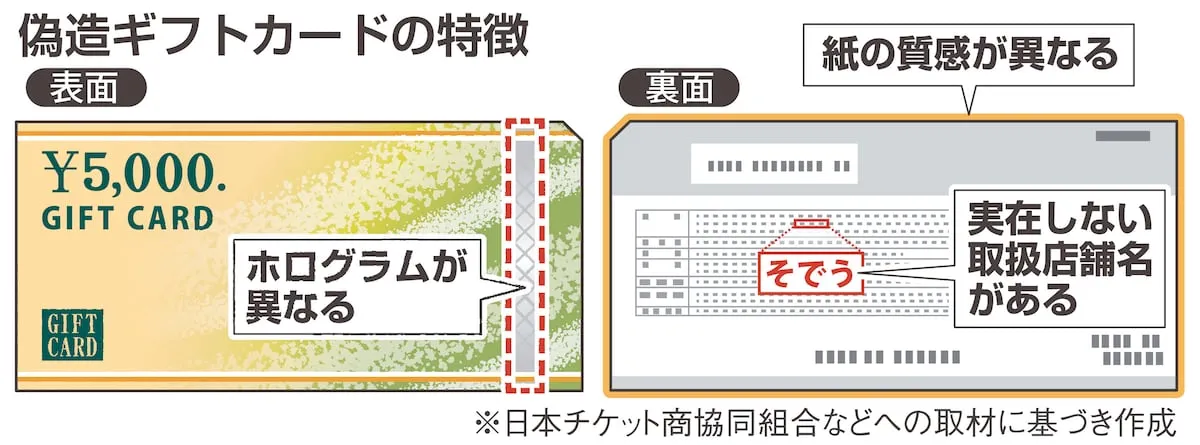 偽造ギフトカードの特徴
表面
¥5,000.
GIFT CARD
ホログラムが
異なる
GIFT
CARD
裏面
紙の質感が異なる
そでう
実在しない
取扱店舗名
がある
※日本チケット商協同組合などへの取材に基づき作成